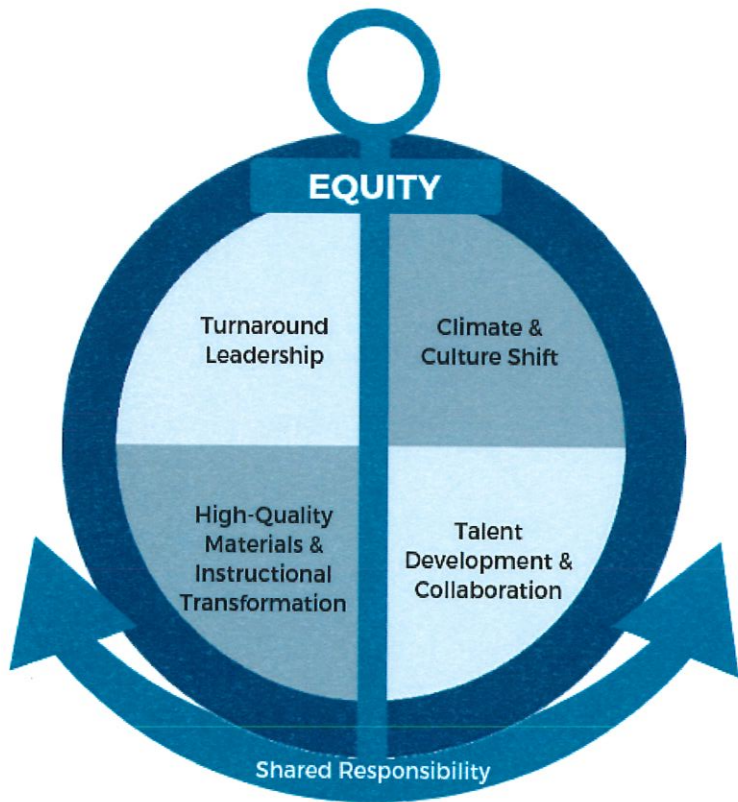 EQUITY
Turnaround
Leadership
Climate &
Culture Shift
High-Quality
Materials &
Instructional
Transformation
Talent
Development &
Collaboration
Shared Responsibility